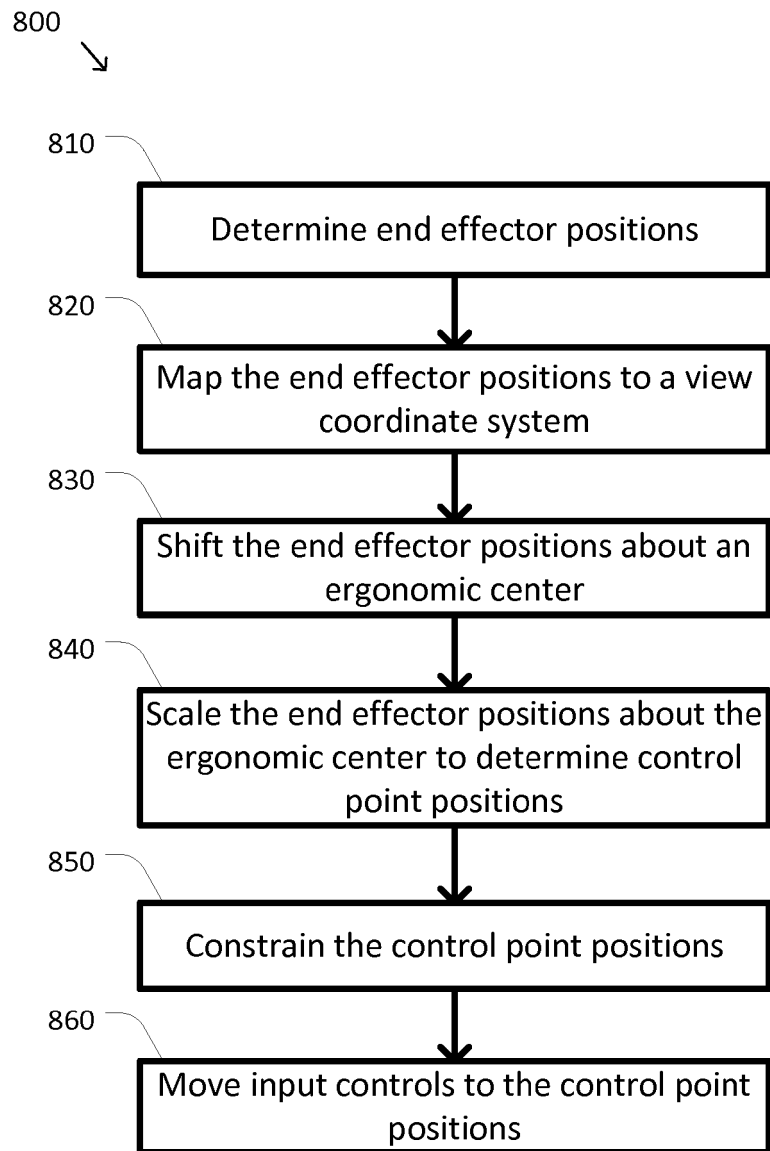 800
810
Determine end effector positions
820
Map the end effector positions to a view
coordinate system
830
Shift the end effector positions about an
ergonomic center
840
Scale the end effector positions about the
ergonomic center to determine control
point positions
850
Constrain the control point positions
860
Move input controls to the control point
positions